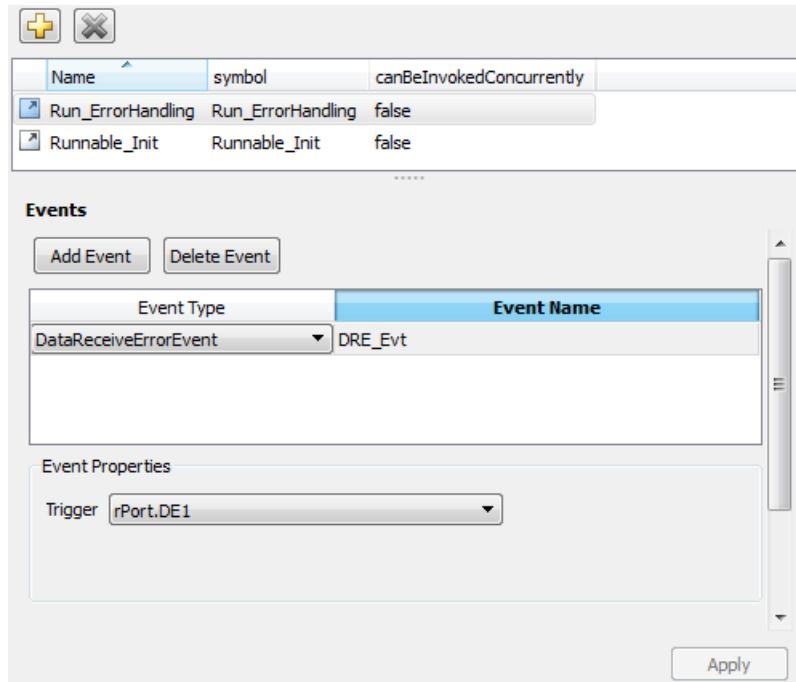 Name symbol canBeInvokedConcurrently
Run_ErrorHandling Run_ErrorHandling false
Runnable_Init Runnable_Init false
Events
Add Event Delete Event
Event Type Event Name
DataReceiveErrorEvent DRE_Evt
Event Properties
Trigger rPort.DE1
Apply